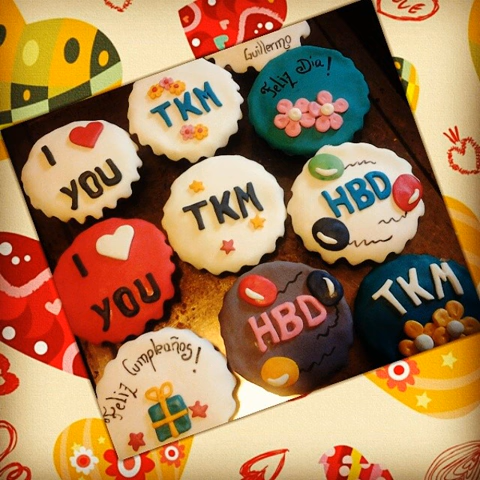 Guillermo
TKM
Feliz Dia!
I
YOU
TKM
HBD
I
YOU
HBD
TKM
Feliz Cumpleaños!